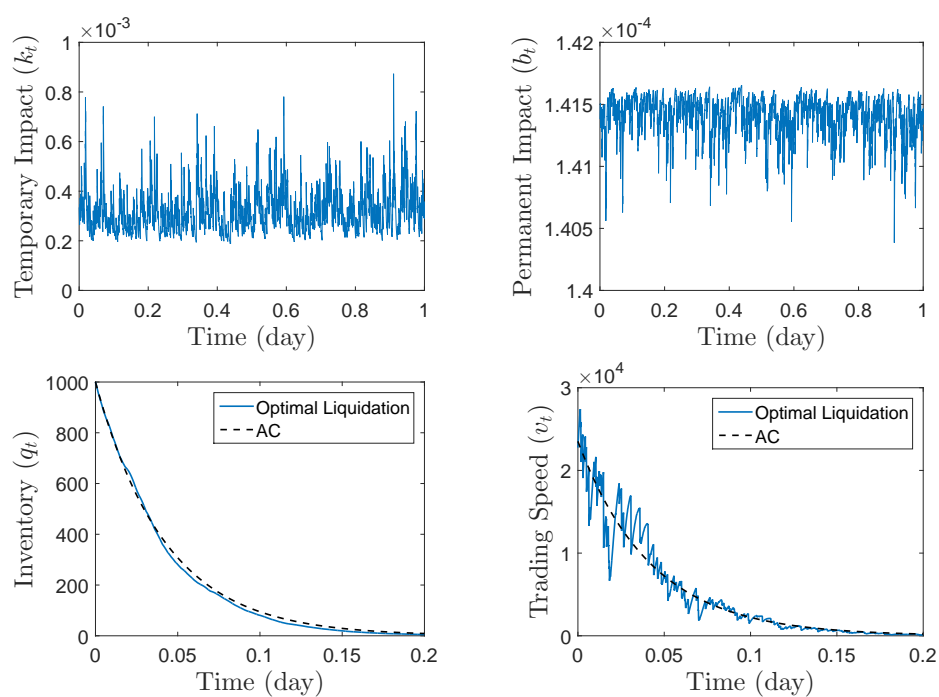 ×10⁻³
1
0.8
0.6
0.4
0.2
0
Temporary Impact (kₜ)
0 0.2 0.4 0.6 0.8 1
Time (day)
×10⁻⁴
1.42
1.415
1.41
1.405
1.4
Permanent Impact (bₜ)
0 0.2 0.4 0.6 0.8 1
Time (day)
1000
800
600
400
200
0
Inventory (qₜ)
Optimal Liquidation
AC
0 0.05 0.1 0.15 0.2
Time (day)
×10⁴
3
2
1
0
Trading Speed (vₜ)
Optimal Liquidation
AC
0 0.05 0.1 0.15 0.2
Time (day)